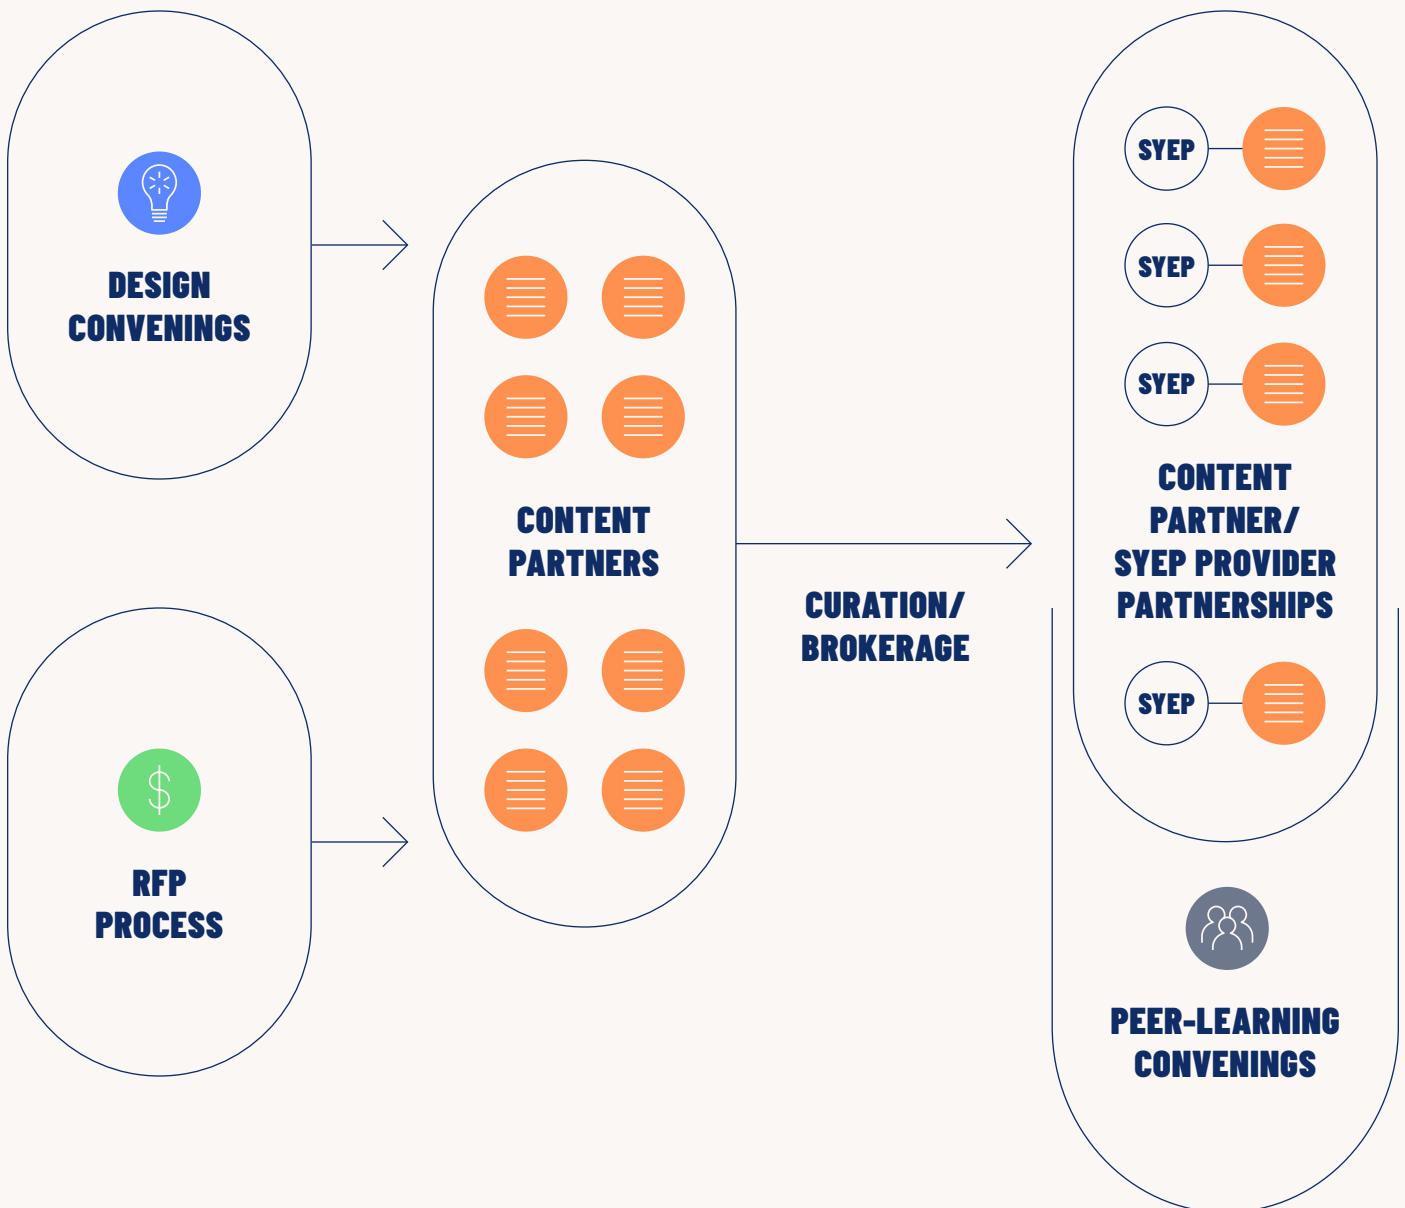 DESIGN
CONVENINGS
RFP
PROCESS
$
CONTENT
PARTNERS
CURATION/
BROKERAGE
SYEP
SYEP
SYEP
CONTENT
PARTNER/
SYEP PROVIDER
PARTNERSHIPS
SYEP
PEER-LEARNING
CONVENINGS